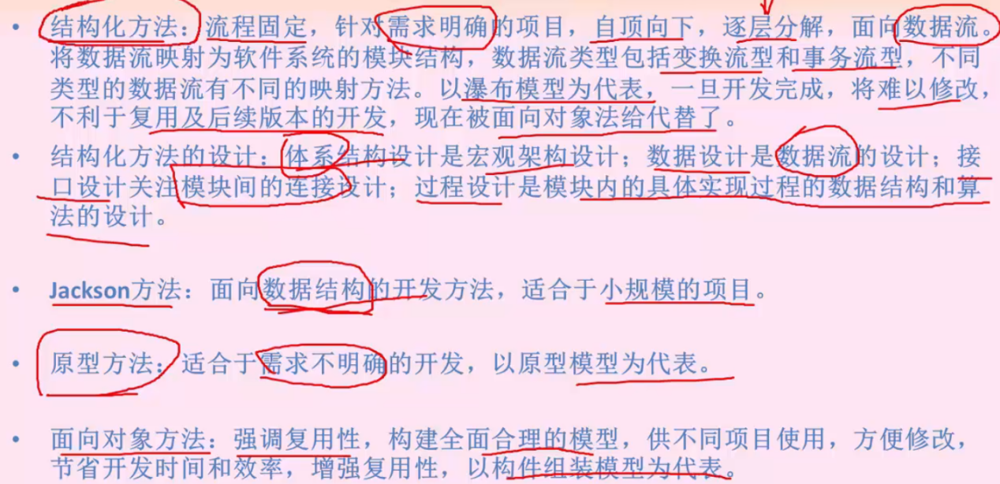 • 结构化方法：流程固定，针对需求明确的项目，自顶向下，逐层分解，面向数据流。
将数据流映射为软件系统的模块结构，数据流类型包括变换流型和事务流型，不同
类型的数据流有不同的映射方法。以瀑布模型为代表，一旦开发完成，将难以修改，
不利于复用及后续版本的开发，现在被面向对象法给代替了。
• 结构化方法的设计：体系结构设计是宏观架构设计；数据设计是数据流的设计；接
口设计关注模块间的连接设计；过程设计是模块内的具体实现过程的数据结构和算
法的设计。
• Jackson方法：面向数据结构的开发方法，适合于小规模的项目。
• 原型方法：适合于需求不明确的开发，以原型模型为代表。
• 面向对象方法：强调复用性，构建全面合理的模型，供不同项目使用，方便修改，
节省开发时间和效率，增强复用性，以构件组装模型为代表。